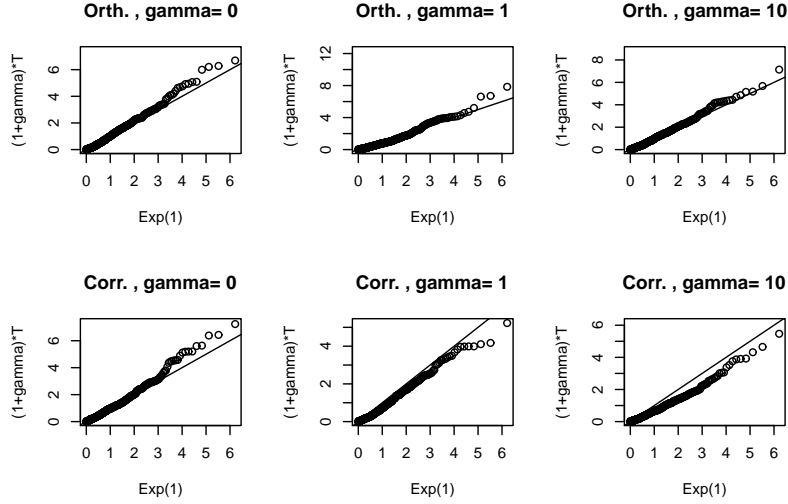 Orth. , gamma= 0
(1+gamma)*T
0 2 4 6
0 1 2 3 4 5 6
Exp(1)
Orth. , gamma= 1
(1+gamma)*T
0 4 8 12
0 1 2 3 4 5 6
Exp(1)
Orth. , gamma= 10
(1+gamma)*T
0 2 4 6 8
0 1 2 3 4 5 6
Exp(1)
Corr. , gamma= 0
(1+gamma)*T
0 2 4 6
0 1 2 3 4 5 6
Exp(1)
Corr. , gamma= 1
(1+gamma)*T
0 2 4
0 1 2 3 4 5 6
Exp(1)
Corr. , gamma= 10
(1+gamma)*T
0 2 4 6
0 1 2 3 4 5 6
Exp(1)